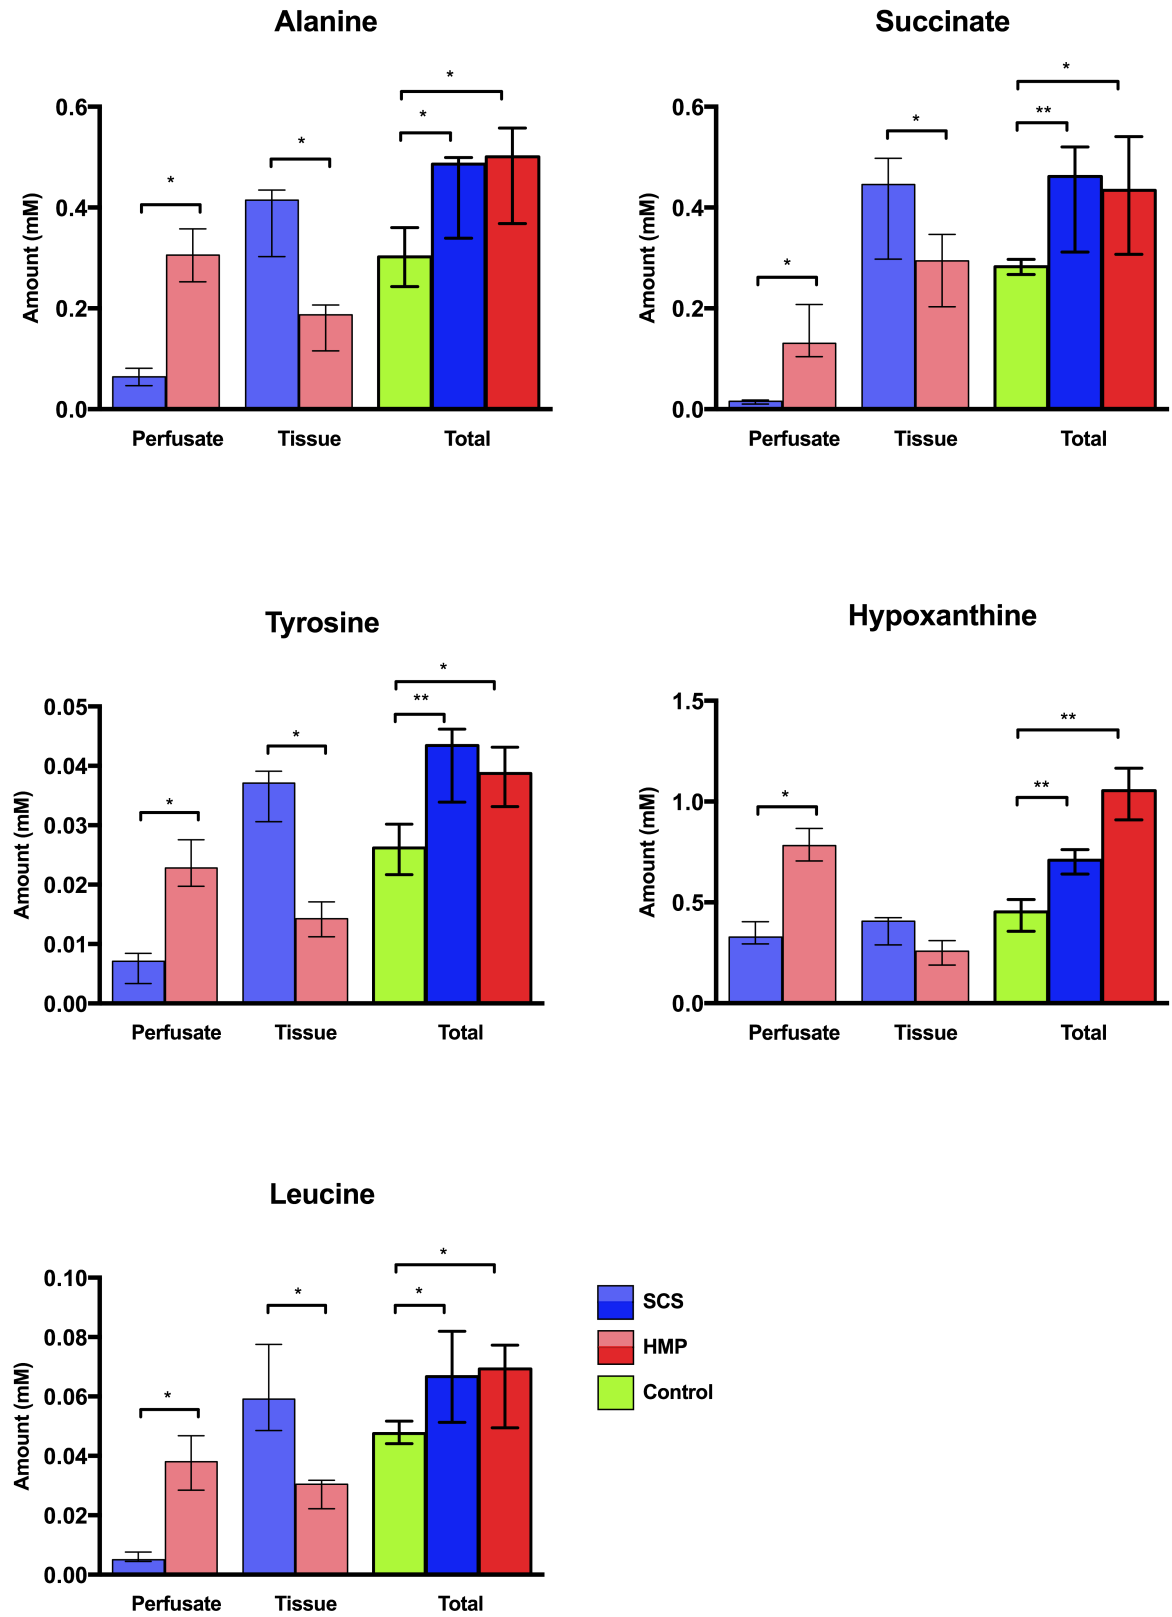 Alanine
Succinate
Amount (mM)
0.6
0.4
0.2
0.0
*
*
*
*
Perfusate Tissue Total
Amount (mM)
0.6
0.4
0.2
0.0
*
*
**
*
Perfusate Tissue Total
Tyrosine
Hypoxanthine
Amount (mM)
0.05
0.04
0.03
0.02
0.01
0.00
*
*
**
*
Perfusate Tissue Total
Amount (mM)
1.5
1.0
0.5
0.0
*
**
**
Perfusate Tissue Total
Leucine
Amount (mM)
0.10
0.08
0.06
0.04
0.02
0.00
*
*
*
*
Perfusate Tissue Total
SCS
HMP
Control